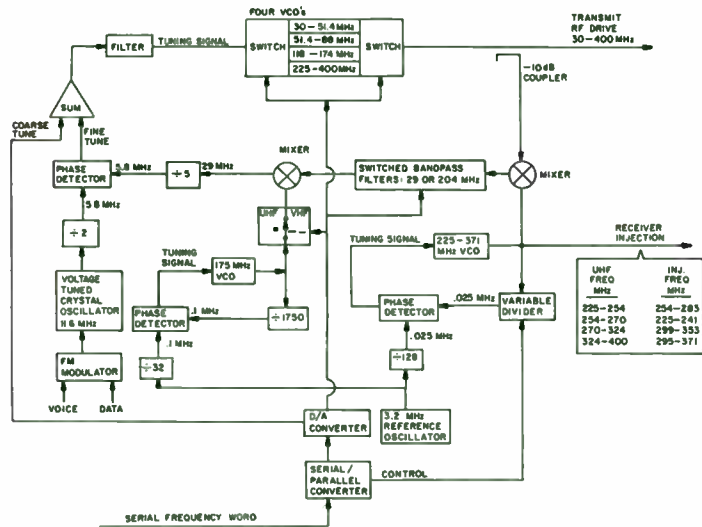 FOUR VCO's
30-51.4MHz
51.4-88 MHz
118-174 MHz
225-400MHz
SWITCH
SWITCH
TRANSMIT
RF DRIVE
30-400 MHz
FILTER
TUNING SIGNAL
-10dB
COUPLER
SUM
COARSE
TUNE
FINE
TUNE
MIXER
PHASE
DETECTOR
5.8 MHz
÷5
29 MHz
SWITCHED BANDPASS
FILTERS: 29 OR 204 MHz
MIXER
5.8 MHz
÷2
UHF
VHF
TUNING SIGNAL
225-371
MHz VCO
RECEIVER
INJECTION
TUNING
SIGNAL
175 MHz
VCO
VOLTAGE
TUNED
CRYSTAL
OSCILLATOR
11.6 MHz
PHASE
DETECTOR
.1 MHz
÷1750
PHASE
DETECTOR
.025 MHz
VARIABLE
DIVIDER
UHF
FREQ
MHz
INJ.
FREQ
MHz
225-254
254-283
254-270
225-241
270-324
299-353
324-400
295-371
.1 MHz
.025 MHz
÷32
÷128
FM
MODULATOR
VOICE
DATA
D/A
CONVERTER
3.2 MHz
REFERENCE
OSCILLATOR
SERIAL/
PARALLEL
CONVERTER
CONTROL
SERIAL FREQUENCY WORD